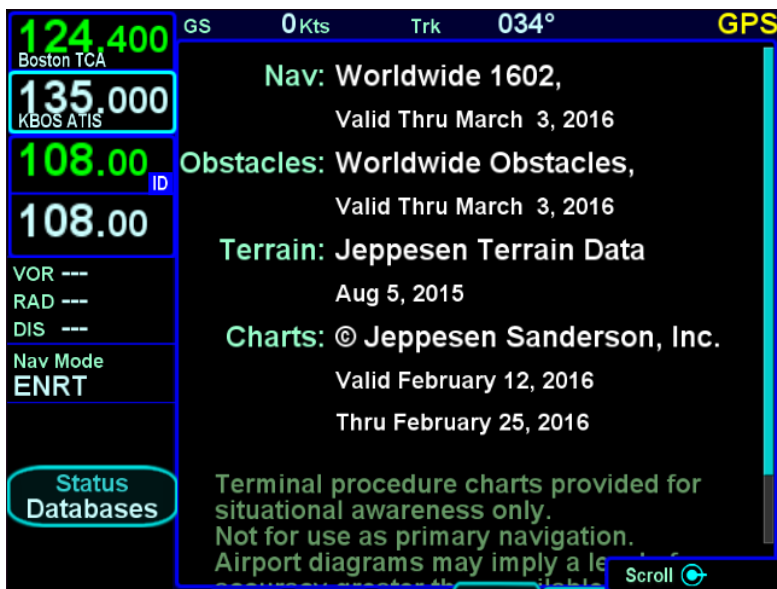 GS 0Kts Trk 034° GPS
124.400
Boston TCA
135.000
KBOS ATIS
108.00
ID
108.00
VOR ---
RAD ---
DIS ---
Nav Mode
ENRT
Status
Databases
Nav: Worldwide 1602,
Valid Thru March 3, 2016
Obstacles: Worldwide Obstacles,
Valid Thru March 3, 2016
Terrain: Jeppesen Terrain Data
Aug 5, 2015
Charts: © Jeppesen Sanderson, Inc.
Valid February 12, 2016
Thru February 25, 2016
Terminal procedure charts provided for
situational awareness only.
Not for use as primary navigation.
Airport diagrams may imply a
Scroll